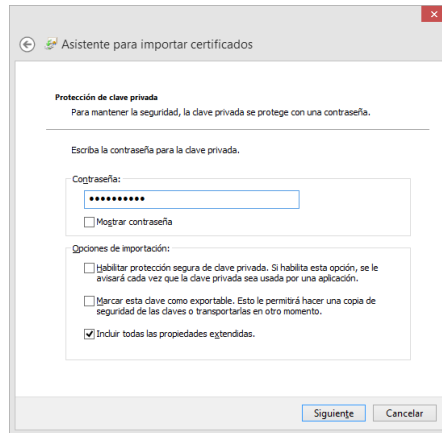 Asistente para importar certificados
Protección de clave privada
Para mantener la seguridad, la clave privada se protege con una contraseña.
Escriba la contraseña para la clave privada.
Contraseña:
••••••••••
Mostrar contraseña
Opciones de importación:
Habilitar protección segura de clave privada. Si habilita esta opción, se le
avisará cada vez que la clave privada sea usada por una aplicación.
Marcar esta clave como exportable. Esto le permitirá hacer una copia de
seguridad de las claves o transportarlas en otro momento.
Incluir todas las propiedades extendidas.
Siguiente Cancelar